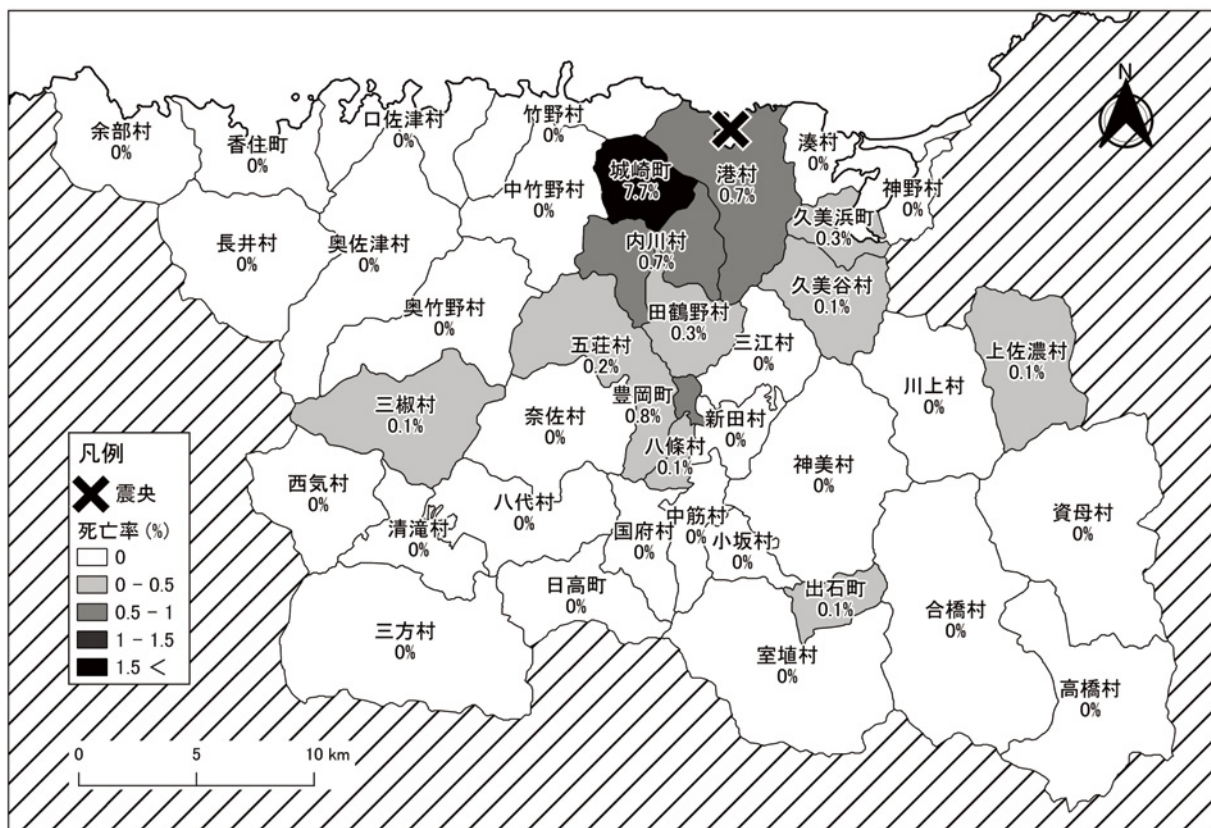 N
余部村
0%
香住町
0%
口佐津村
0%
竹野村
0%
城崎町
7.7%
港村
0.7%
湊村
0%
神野村
0%
中竹野村
0%
久美浜町
0.3%
長井村
0%
奥佐津村
0%
内川村
0.7%
久美谷村
0.1%
奥竹野村
0%
田鶴野村
0.3%
五荘村
0.2%
三江村
0%
上佐濃村
0.1%
川上村
0%
三椒村
0.1%
奈佐村
0%
豊岡町
0.8%
新田村
0%
八條村
0.1%
神美村
0%
西気村
0%
清滝村
0%
八代村
0%
国府村
0%
中筋村
0%
小坂村
0%
資母村
0%
日高町
0%
出石町
0.1%
合橋村
0%
三方村
0%
室埴村
0%
高橋村
0%
凡例
震央
死亡率(%)
0
0 - 0.5
0.5 - 1
1 - 1.5
1.5 <
0 5 10 km